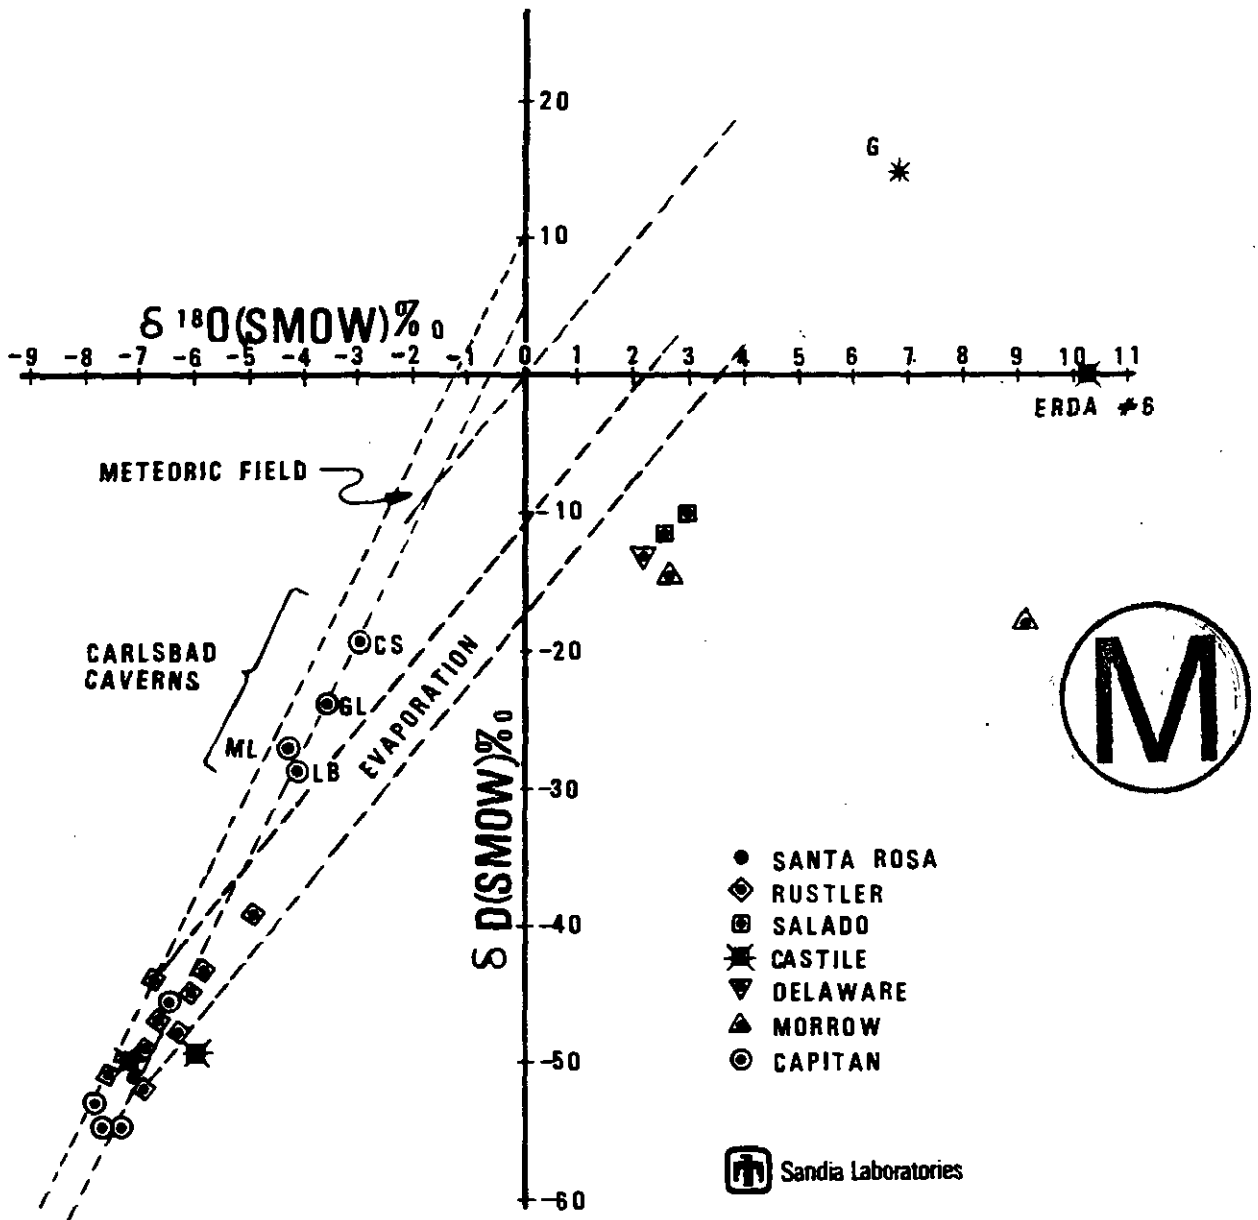 20
G
10
δ ¹⁸O(SMOW)‰
-9 -8 -7 -6 -5 -4 -3 -2 -1 0 1 2 3 4 5 6 7 8 9 10 11
ERDA #6
METEORIC FIELD
-10
CARLSBAD
CAVERNS
CS
-20
GL
ML
LB
EVAPORATION
-30
δ D(SMOW)‰
-40
-50
-60
SANTA ROSA
RUSTLER
SALADO
CASTILE
DELAWARE
MORROW
CAPITAN
M
Sandia Laboratories